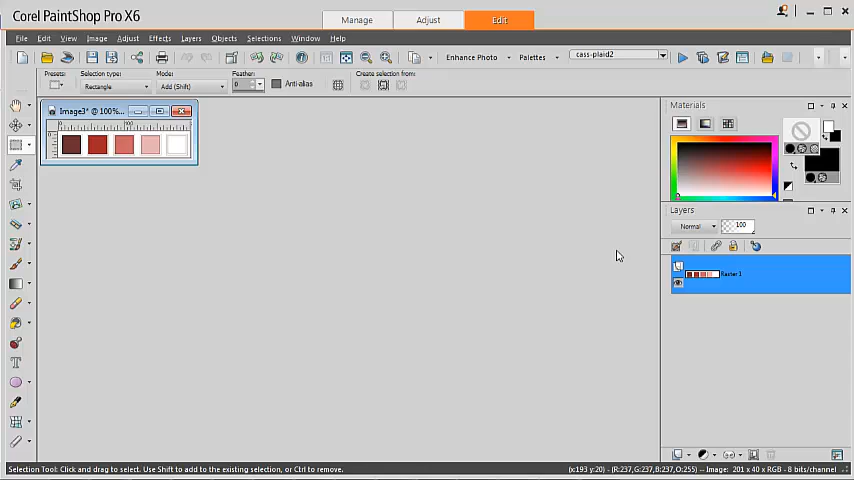 Corel PaintShop Pro X6
Manage
Adjust
Edit
File Edit View Image Adjust Effects Layers Objects Selections Window Help
Enhance Photo
Palettes
cass-plaid2
Presets:
Selection type:
Mode:
Feather:
Create selection from:
Rectangle
Add (Shift)
0
Anti-alias
Image3* @ 100%...
0
100
Materials
Layers
Normal
100
Raster 1
Selection Tool: Click and drag to select. Use Shift to add to the existing selection, or Ctrl to remove.
(x:193 y:20) - (R:237,G:237,B:237,O:255) -- Image: 201 x 40 x RGB - 8 bits/channel